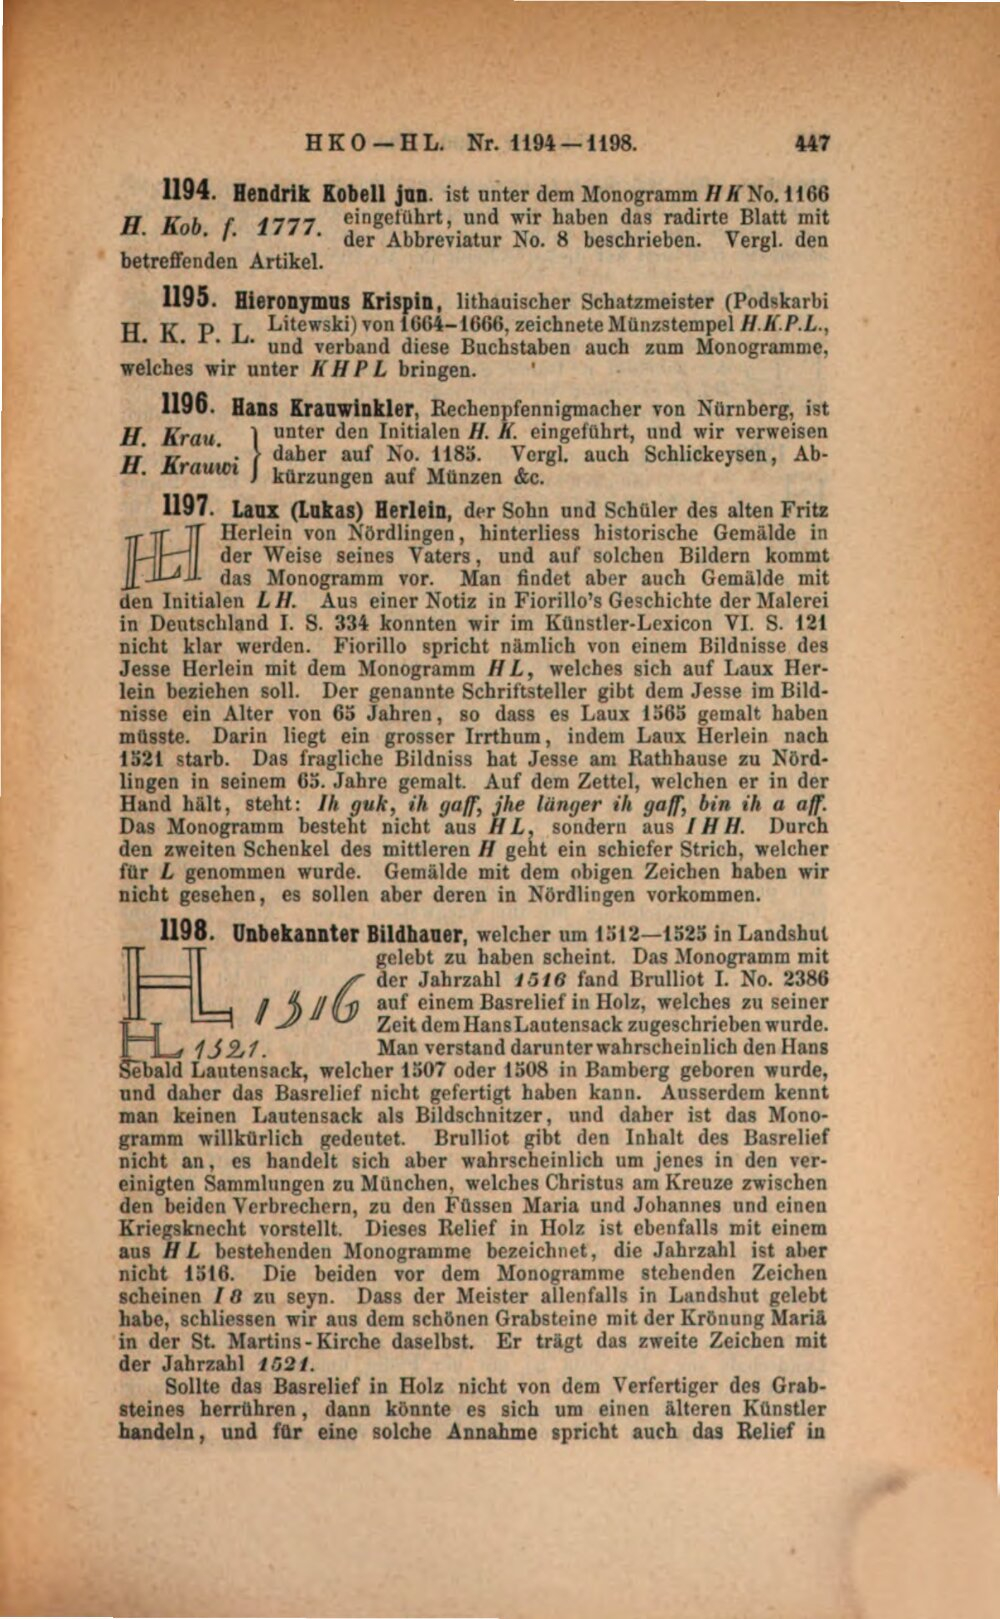 HKO—HL. Nr. 1194—1198. 447
1194. Hendrik Kobell jun. ist unter dem Monogramm HK No. 1166
H. Kob. f. 1777. eingeführt, und wir haben das radirte Blatt mit
der Abbreviatur No. 8 beschrieben. Vergl. den
betreffenden Artikel.
1195. Hieronymus Krispin, lithauischer Schatzmeister (Podskarbi
H. K. P. L. Litewski) von 1664–1666, zeichnete Münzstempel H.K.P.L.,
und verband diese Buchstaben auch zum Monogramme,
welches wir unter KHPL bringen.
1196. Hans Krauwinkler, Rechenpfennigmacher von Nürnberg, ist
H. Krau. } unter den Initialen H. K. eingeführt, und wir verweisen
daher auf No. 1185. Vergl. auch Schlickeysen, Ab-
H. Krauwi kürzungen auf Münzen &c.
1197. Laux (Lukas) Herlein, der Sohn und Schüler des alten Fritz
Herlein von Nördlingen, hinterliess historische Gemälde in
der Weise seines Vaters, und auf solchen Bildern kommt
das Monogramm vor. Man findet aber auch Gemälde mit
den Initialen LH. Aus einer Notiz in Fiorillo's Geschichte der Malerei
in Deutschland I. S. 334 konnten wir im Künstler-Lexicon VI. S. 121
nicht klar werden. Fiorillo spricht nämlich von einem Bildnisse des
Jesse Herlein mit dem Monogramm HL, welches sich auf Laux Her-
lein beziehen soll. Der genannte Schriftsteller gibt dem Jesse im Bild-
nisse ein Alter von 65 Jahren, so dass es Laux 1565 gemalt haben
müsste. Darin liegt ein grosser Irrthum, indem Laux Herlein nach
1521 starb. Das fragliche Bildniss hat Jesse am Rathhause zu Nörd-
lingen in seinem 65. Jahre gemalt. Auf dem Zettel, welchen er in der
Hand hält, steht: Ih guk, ih gaff, jhe länger ih gaff, bin ih a aff.
Das Monogramm besteht nicht aus HL, sondern aus IHH. Durch
den zweiten Schenkel des mittleren H geht ein schiefer Strich, welcher
für L genommen wurde. Gemälde mit dem obigen Zeichen haben wir
nicht gesehen, es sollen aber deren in Nördlingen vorkommen.
1198. Unbekannter Bildhauer, welcher um 1512—1525 in Landshut
gelebt zu haben scheint. Das Monogramm mit
HL 1516 der Jahrzahl 1516 fand Brulliot I. No. 2386
auf einem Basrelief in Holz, welches zu seiner
Zeit dem Hans Lautensack zugeschrieben wurde.
HL 1521. Man verstand darunter wahrscheinlich den Hans
Sebald Lautensack, welcher 1507 oder 1508 in Bamberg geboren wurde,
und daher das Basrelief nicht gefertigt haben kann. Ausserdem kennt
man keinen Lautensack als Bildschnitzer, und daher ist das Mono-
gramm willkürlich gedeutet. Brulliot gibt den Inhalt des Basrelief
nicht an, es handelt sich aber wahrscheinlich um jenes in den ver-
einigten Sammlungen zu München, welches Christus am Kreuze zwischen
den beiden Verbrechern, zu den Füssen Maria und Johannes und einen
Kriegsknecht vorstellt. Dieses Relief in Holz ist ebenfalls mit einem
aus HL bestehenden Monogramme bezeichnet, die Jahrzahl ist aber
nicht 1516. Die beiden vor dem Monogramme stehenden Zeichen
scheinen I8 zu seyn. Dass der Meister allenfalls in Landshut gelebt
habe, schliessen wir aus dem schönen Grabsteine mit der Krönung Mariä
in der St. Martins-Kirche daselbst. Er trägt das zweite Zeichen mit
der Jahrzahl 1521.
Sollte das Basrelief in Holz nicht von dem Verfertiger des Grab-
steines herrühren, dann könnte es sich um einen älteren Künstler
handeln, und für eine solche Annahme spricht auch das Relief in